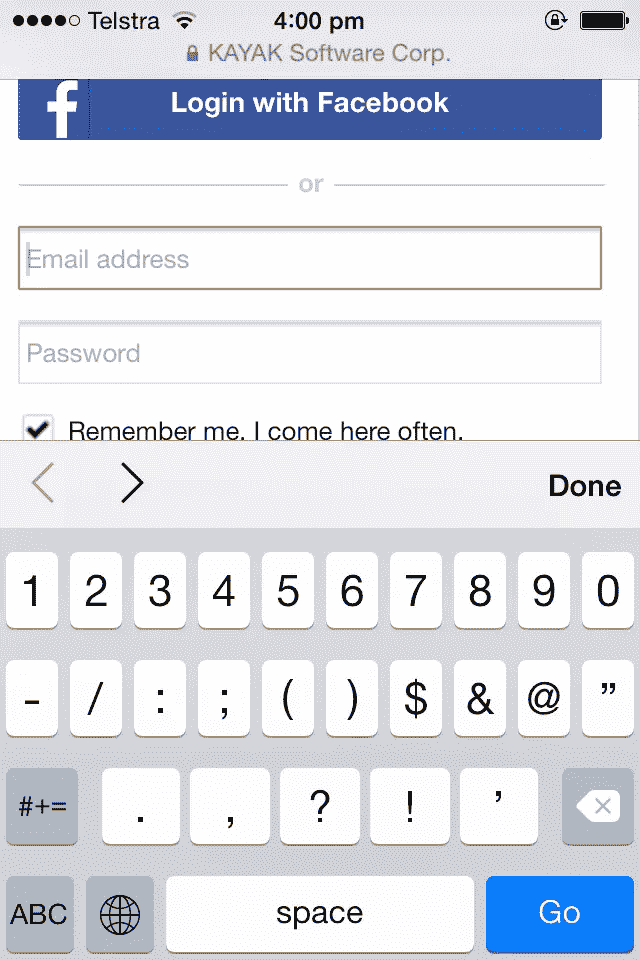 Telstra 4:00 pm
KAYAK Software Corp.
f Login with Facebook
or
Email address
Password
Remember me. I come here often.
Done
1 2 3 4 5 6 7 8 9 0
- / : ; ( ) $ & @ ”
#+= . , ? ! ’
ABC space Go